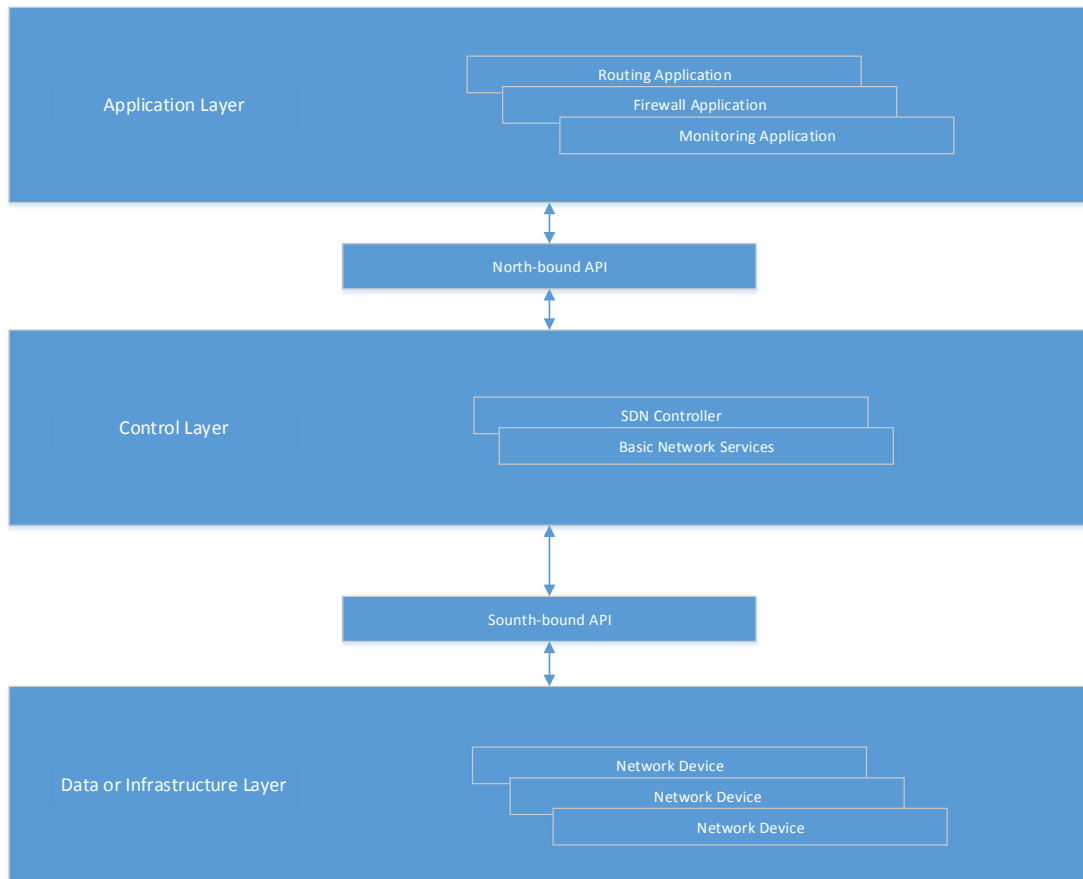 Application Layer
Routing Application
Firewall Application
Monitoring Application
North-bound API
Control Layer
SDN Controller
Basic Network Services
Sounth-bound API
Data or Infrastructure Layer
Network Device
Network Device
Network Device